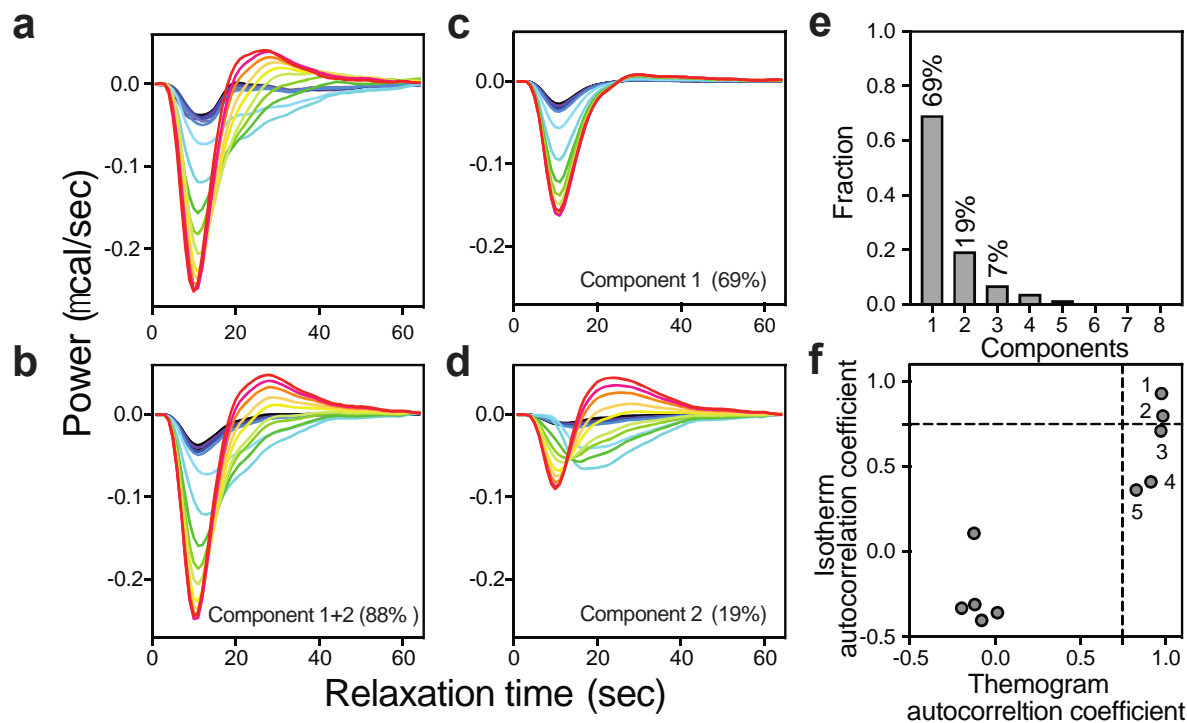 a
0.0
-0.1
-0.2
0 20 40 60
b
0.0
-0.1
-0.2
Component 1+2 (88% )
0 20 40 60
Power (mcal/sec)
c
0.0
-0.1
-0.2
Component 1 (69%)
0 20 40 60
d
0.0
-0.1
-0.2
Component 2 (19%)
0 20 40 60
Relaxation time (sec)
e
Fraction
1.0
0.8
0.6
0.4
0.2
0.0
69%
19%
7%
1 2 3 4 5 6 7 8
Components
f
Isotherm
autocorrelation coefficient
1.0
0.5
0.0
-0.5
1
2
3
4
5
-0.5 0.0 0.5 1.0
Themogram
autocorreltion coefficient